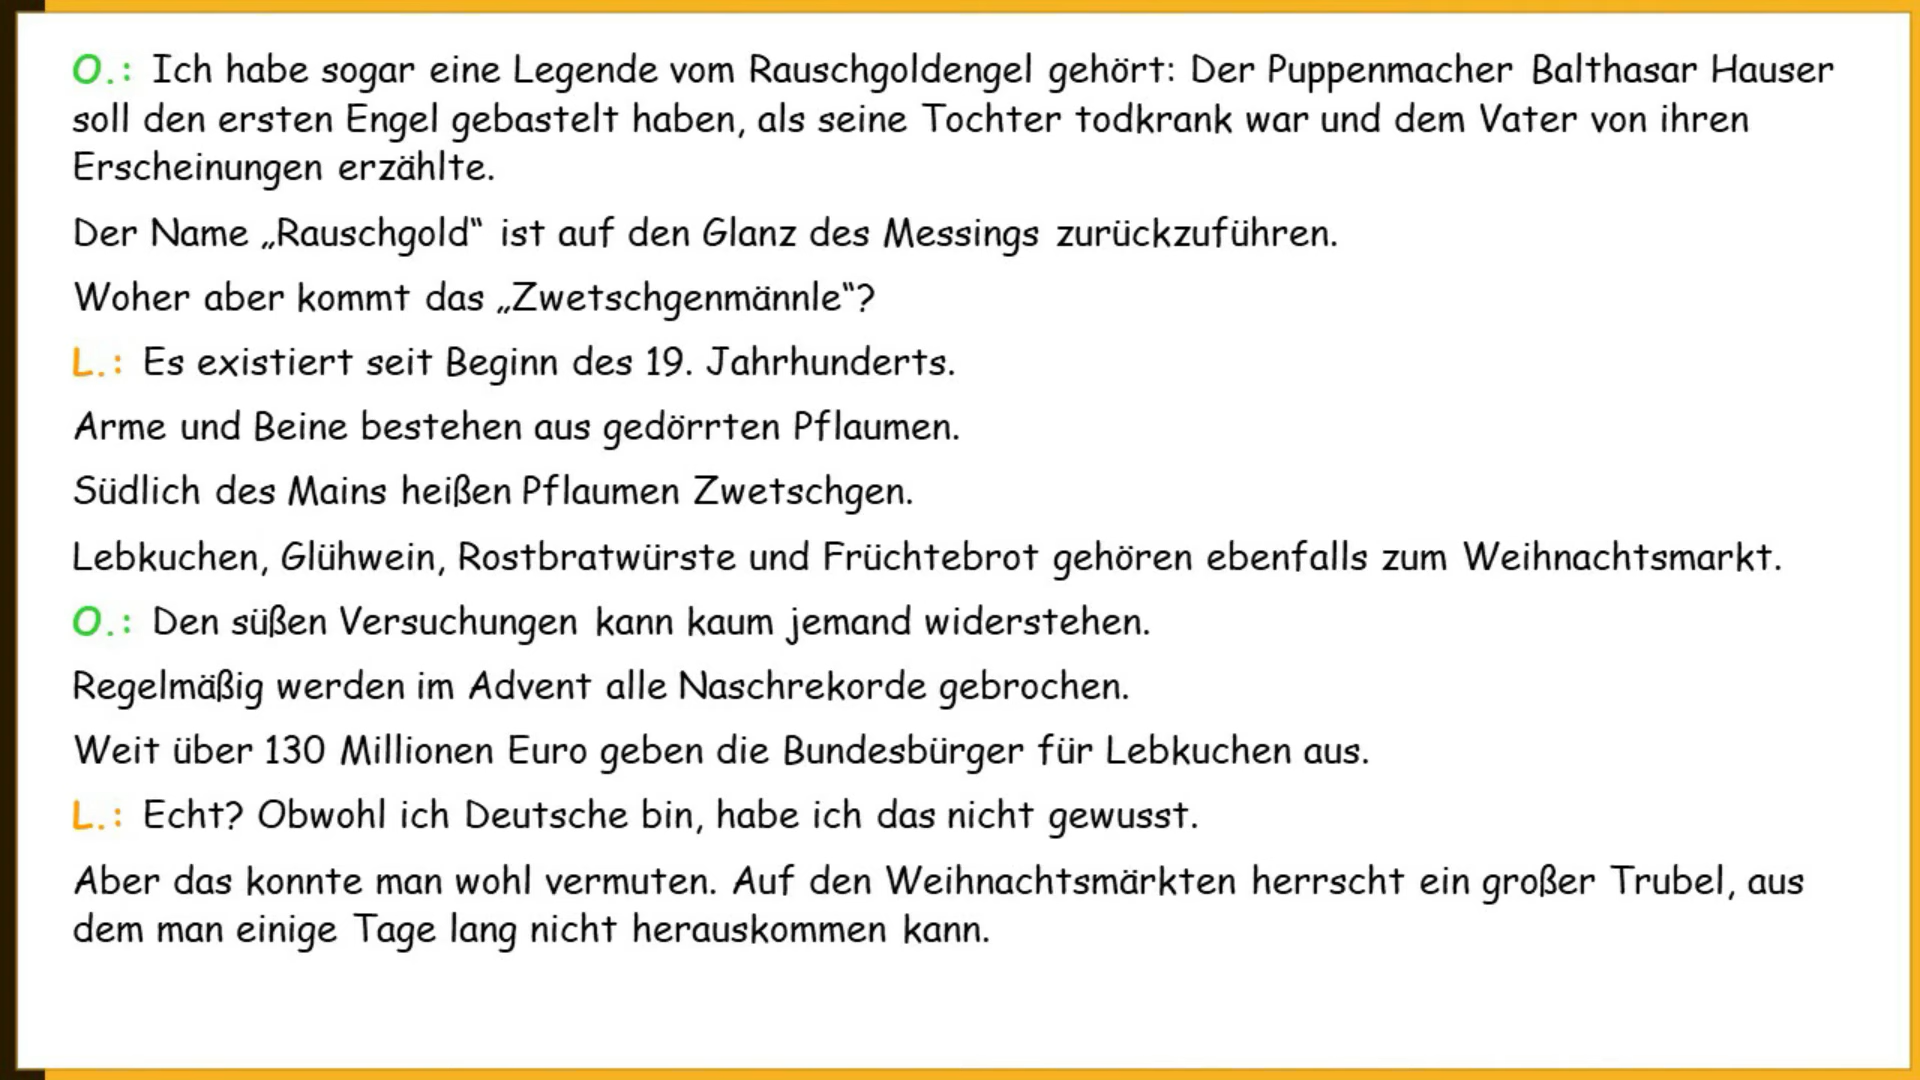 O.: Ich habe sogar eine Legende vom Rauschgoldengel gehört: Der Puppenmacher Balthasar Hauser
soll den ersten Engel gebastelt haben, als seine Tochter todkrank war und dem Vater von ihren
Erscheinungen erzählte.
Der Name „Rauschgold“ ist auf den Glanz des Messings zurückzuführen.
Woher aber kommt das „Zwetschgenmännle“?
L.: Es existiert seit Beginn des 19. Jahrhunderts.
Arme und Beine bestehen aus gedörrten Pflaumen.
Südlich des Mains heißen Pflaumen Zwetschgen.
Lebkuchen, Glühwein, Rostbratwürste und Früchtebrot gehören ebenfalls zum Weihnachtsmarkt.
O.: Den süßen Versuchungen kann kaum jemand widerstehen.
Regelmäßig werden im Advent alle Naschrekorde gebrochen.
Weit über 130 Millionen Euro geben die Bundesbürger für Lebkuchen aus.
L.: Echt? Obwohl ich Deutsche bin, habe ich das nicht gewusst.
Aber das konnte man wohl vermuten. Auf den Weihnachtsmärkten herrscht ein großer Trubel, aus
dem man einige Tage lang nicht herauskommen kann.